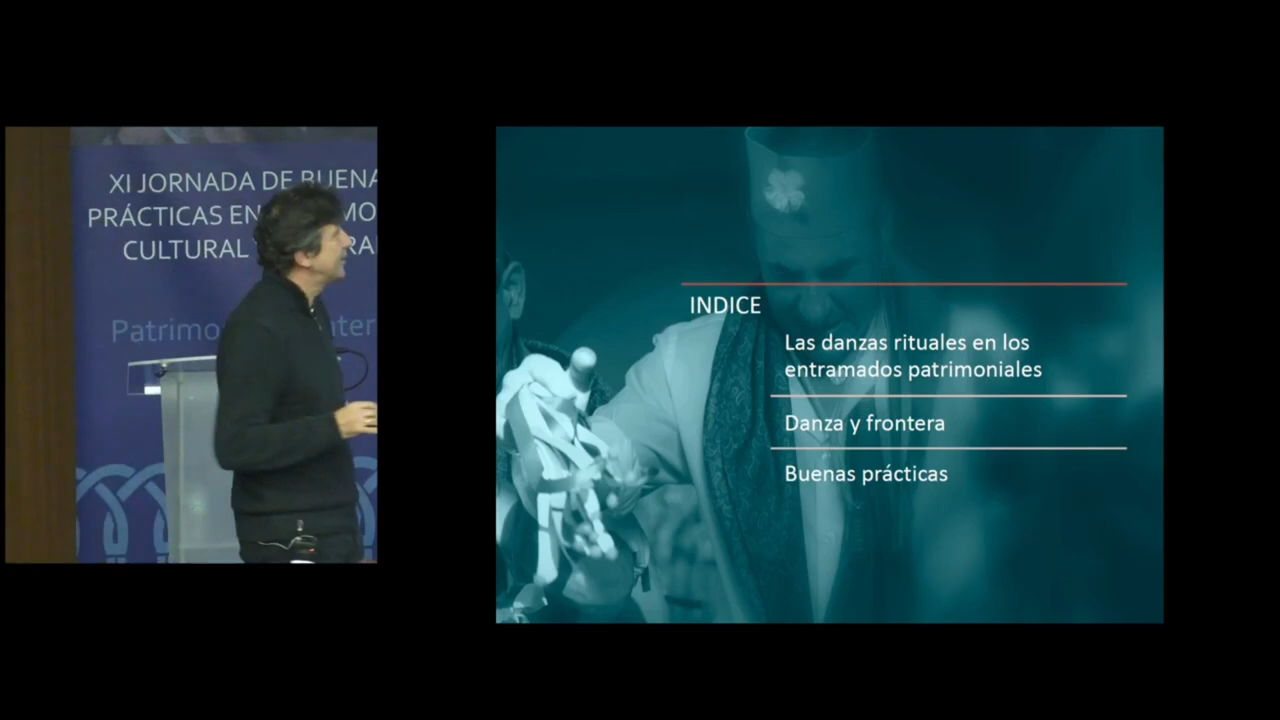 XI JORNADA DE BUENA
PRÁCTICAS EN
CULTURAL
INDICE
Las danzas rituales en los
entramados patrimoniales
Danza y frontera
Buenas prácticas